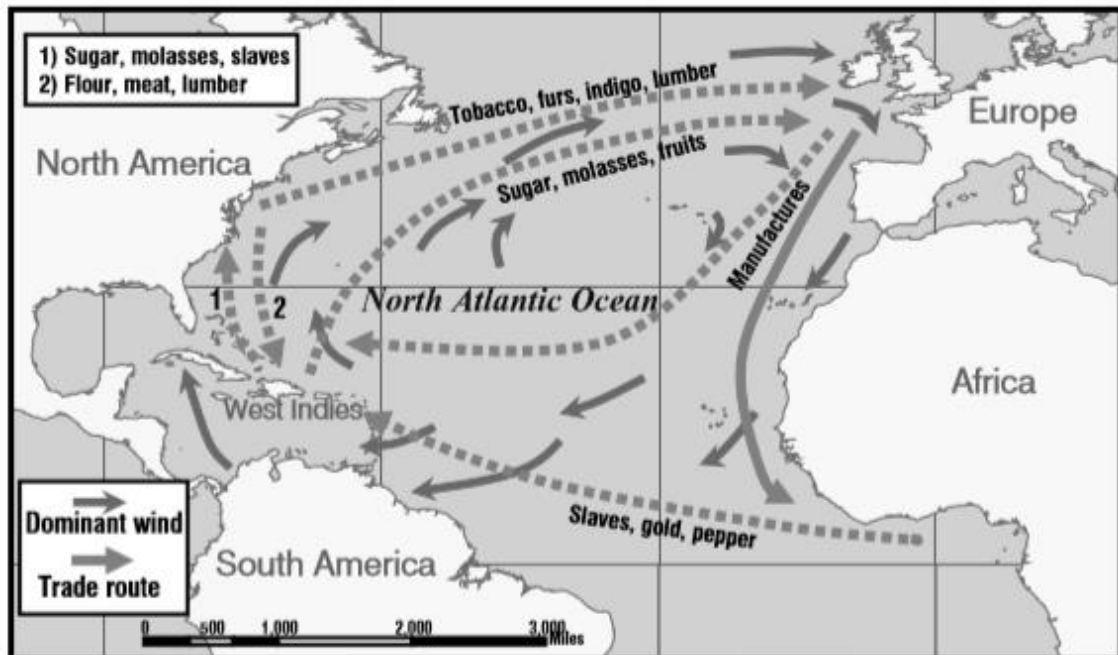 1) Sugar, molasses, slaves
2) Flour, meat, lumber
North America
Tobacco, furs, indigo, lumber
Europe
Sugar, molasses, fruits
Manufactures
1
2
North Atlantic Ocean
West Indies
Africa
Dominant wind
Trade route
Slaves, gold, pepper
South America
0 500 1,000 2,000 3,000
Miles